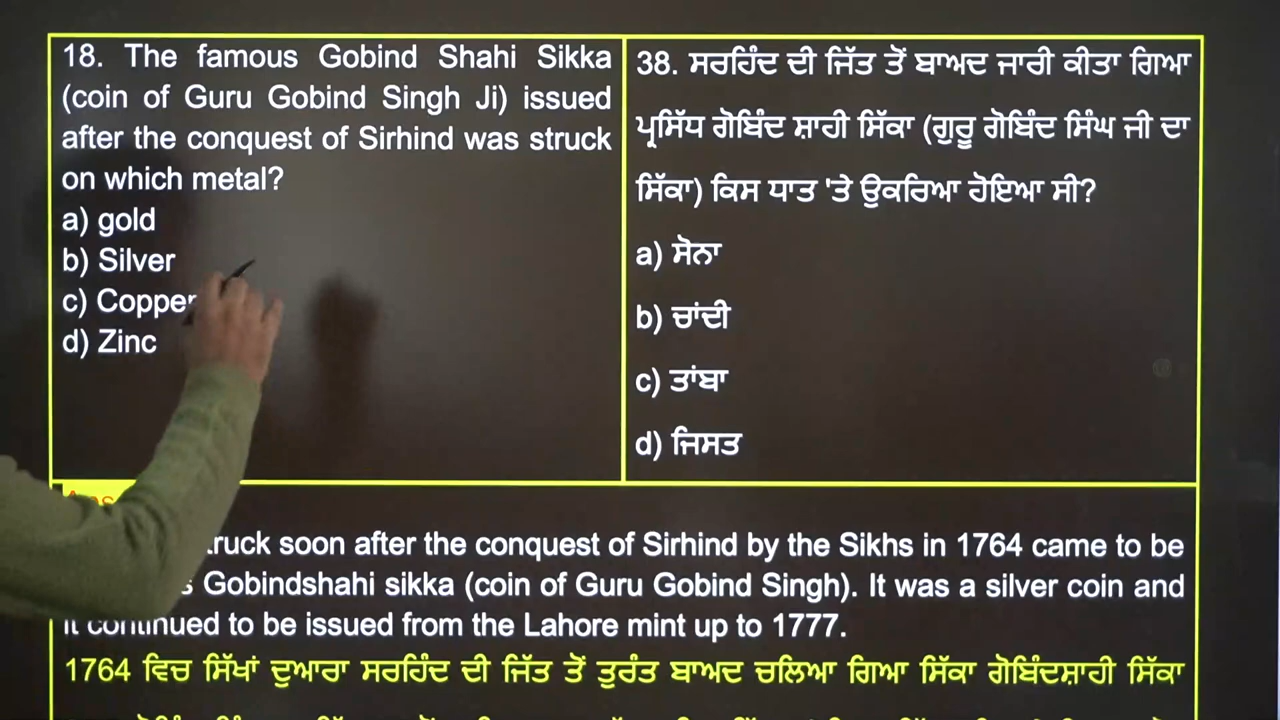 18. The famous Gobind Shahi Sikka
(coin of Guru Gobind Singh Ji) issued
after the conquest of Sirhind was struck
on which metal?
a) gold
b) Silver
c) Copper
d) Zinc
38. ਸਰਹਿੰਦ ਦੀ ਜਿੱਤ ਤੋਂ ਬਾਅਦ ਜਾਰੀ ਕੀਤਾ ਗਿਆ
ਪ੍ਰਸਿੱਧ ਗੋਬਿੰਦ ਸ਼ਾਹੀ ਸਿੱਕਾ (ਗੁਰੂ ਗੋਬਿੰਦ ਸਿੰਘ ਜੀ ਦਾ
ਸਿੱਕਾ) ਕਿਸ ਧਾਤ 'ਤੇ ਉਕਰਿਆ ਹੋਇਆ ਸੀ?
a) ਸੋਨਾ
b) ਚਾਂਦੀ
c) ਤਾਂਬਾ
d) ਜਿਸਤ
soon after the conquest of Sirhind by the Sikhs in 1764 came to be
Gobindshahi sikka (coin of Guru Gobind Singh). It was a silver coin and
it continued to be issued from the Lahore mint up to 1777.
1764 ਵਿਚ ਸਿੱਖਾਂ ਦੁਆਰਾ ਸਰਹਿੰਦ ਦੀ ਜਿੱਤ ਤੋਂ ਤੁਰੰਤ ਬਾਅਦ ਚਲਿਆ ਗਿਆ ਸਿੱਕਾ ਗੋਬਿੰਦਸ਼ਾਹੀ ਸਿੱਕਾ